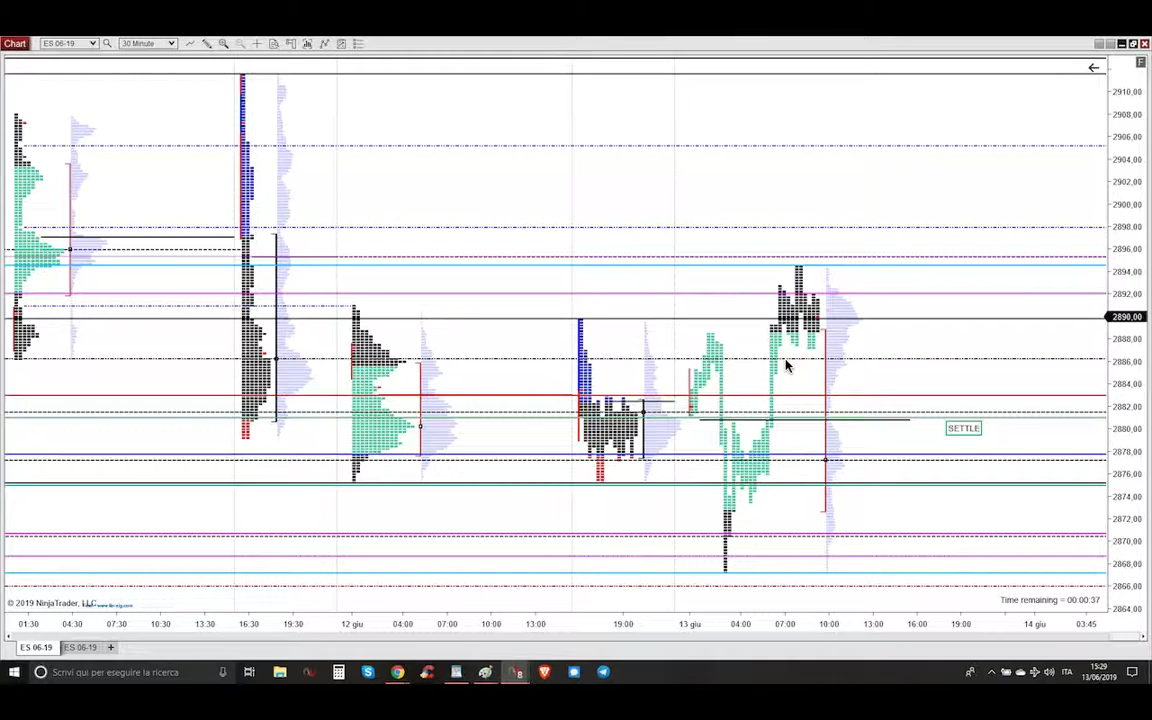 Chart
ES 06-19
30 Minute
F
2910,00
2908,00
2906,00
2904,00
2902,00
2900,00
2898,00
2896,00
2894,00
2892,00
2890,00
2888,00
2886,00
2884,00
2882,00
2880,00
2878,00
2876,00
2874,00
2872,00
2870,00
2868,00
2866,00
2864,00
SETTLE
© 2019 NinjaTrader, LLC
Time remaining = 00:00:37
01:30 04:30 07:30 10:30 13:30 16:30 19:30 12 giu 04:00 07:00 10:00 13:00 19:00 13 giu 04:00 07:00 10:00 13:00 16:00 19:00 14 giu 03:45
ES 06-19 ES 06-19 +
Scrivi qui per eseguire la ricerca
ITA
15:29
13/06/2019